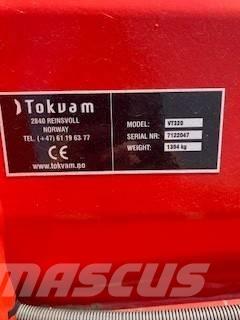 Tokvam
2840 REINSVOLL
NORWAY
TEL. (+47) 61 19 63 77
CE
www.tokvam.no
MODEL: VT320
SERIAL NR: 7122047
WEIGHT: 1394 kg
MASCUS